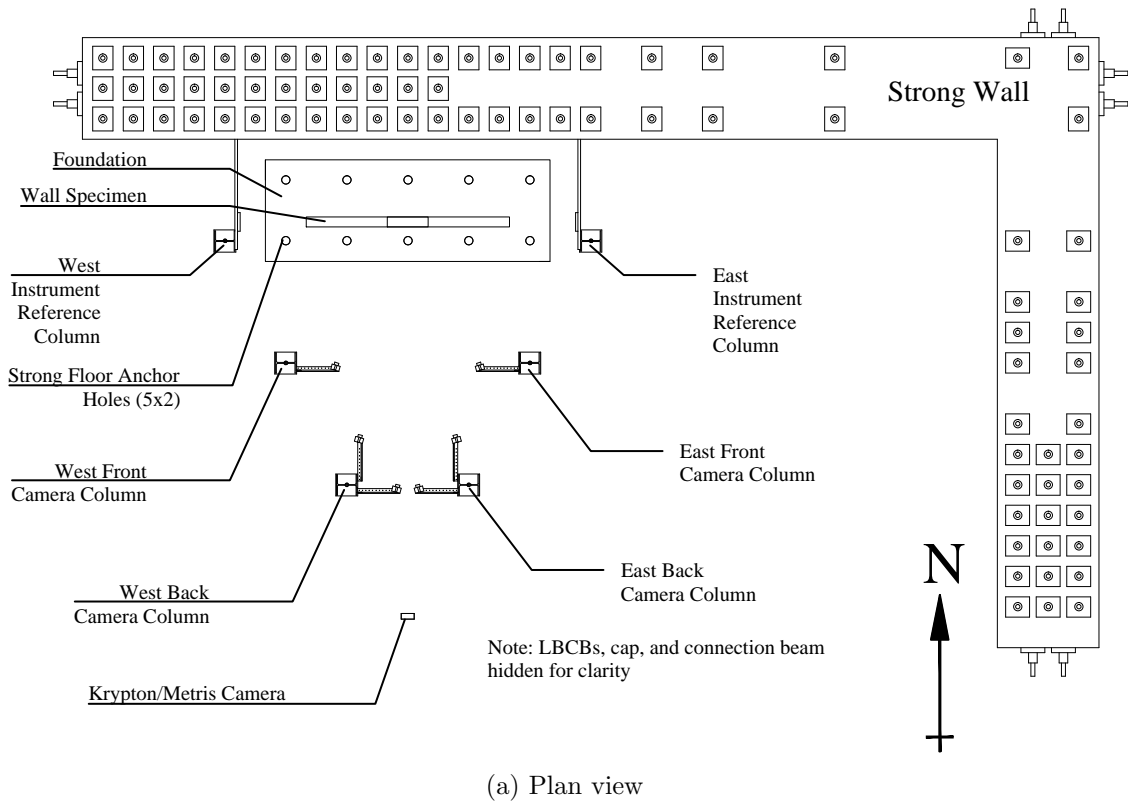 Strong Wall
Foundation
Wall Specimen
West
Instrument
Reference
Column
East
Instrument
Reference
Column
Strong Floor Anchor
Holes (5x2)
West Front
Camera Column
East Front
Camera Column
West Back
Camera Column
East Back
Camera Column
N
Note: LBCBs, cap, and connection beam
hidden for clarity
Krypton/Metris Camera
(a) Plan view